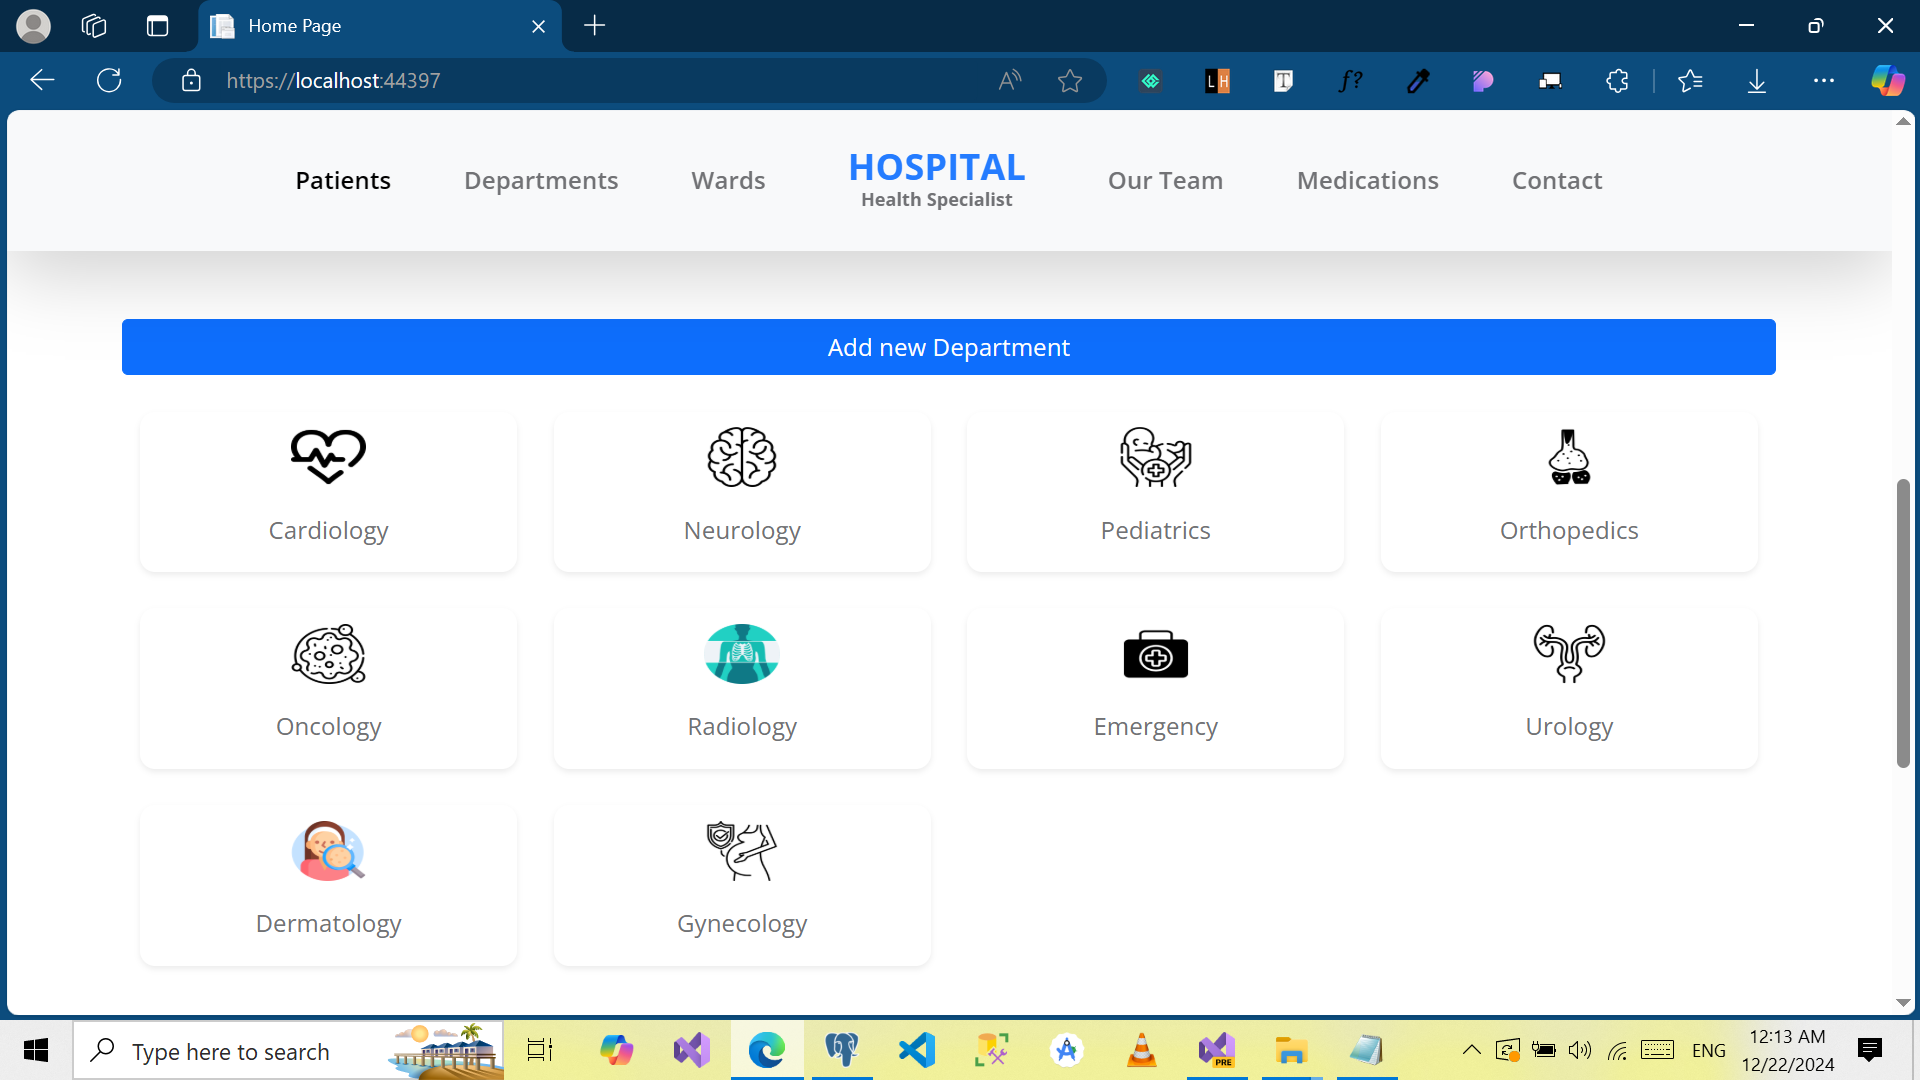 Home Page
https://localhost:44397
A
LH
T
f?
Patients
Departments
Wards
HOSPITAL
Health Specialist
Our Team
Medications
Contact
Add new Department
Cardiology
Neurology
Pediatrics
Orthopedics
Oncology
Radiology
Emergency
Urology
Dermatology
Gynecology
Type here to search
PRE
ENG
12:13 AM
12/22/2024